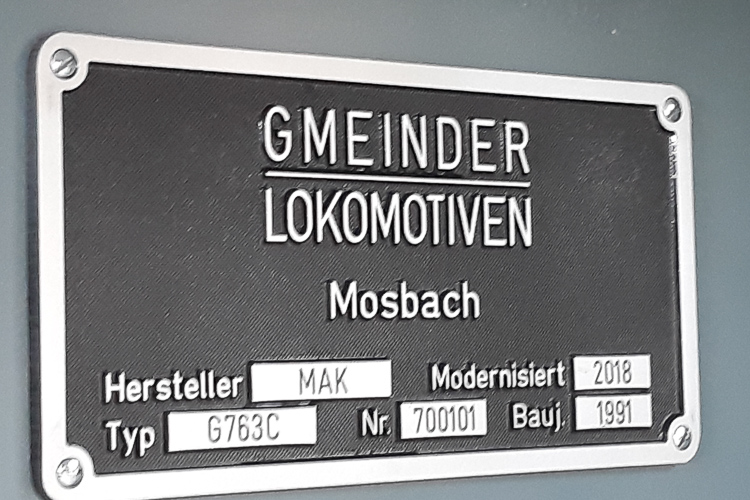 GMEINDER
LOKOMOTIVEN
Mosbach
Hersteller MAK Modernisiert 2018
Typ G763C Nr. 700101 Bauj. 1991